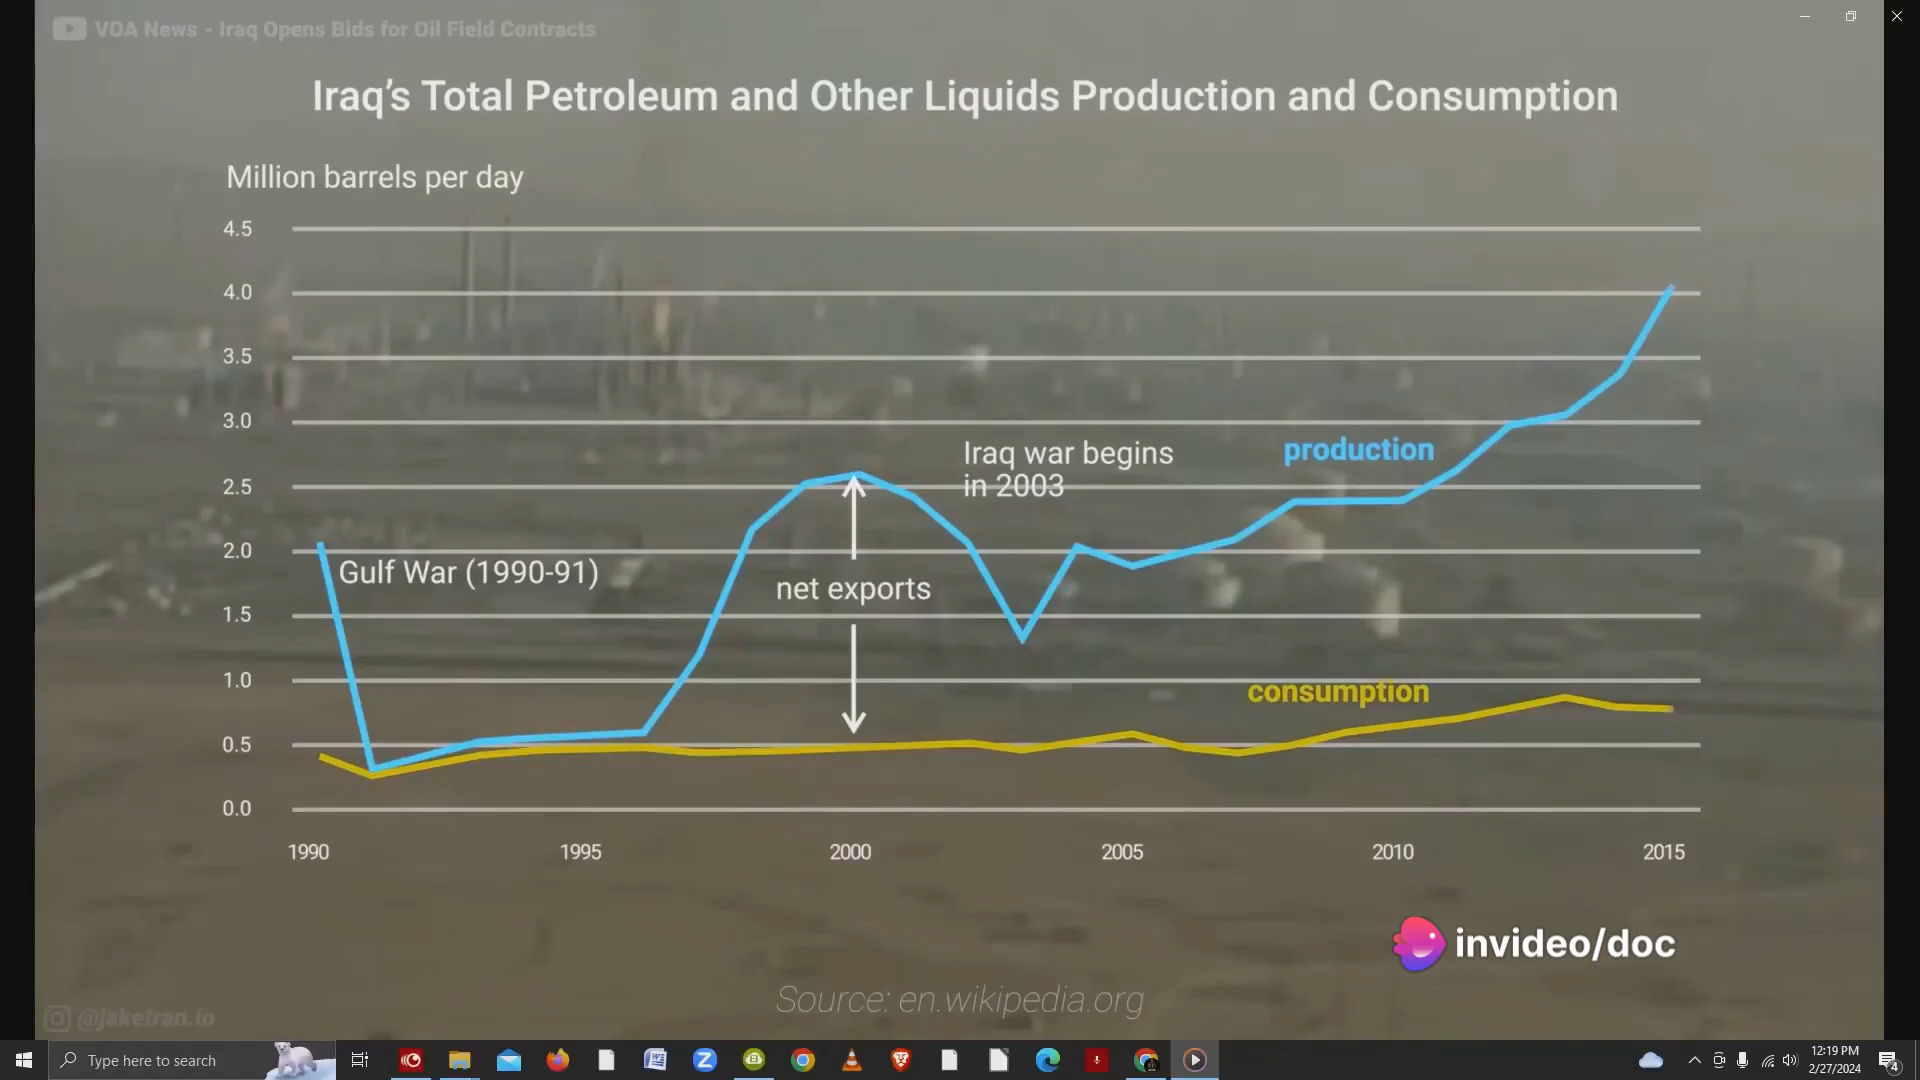 VOA News - Iraq Opens Bids for Oil Field Contracts
Iraq's Total Petroleum and Other Liquids Production and Consumption
Million barrels per day
4.5
4.0
3.5
3.0
2.5
2.0
1.5
1.0
0.5
0.0
Iraq war begins
in 2003
production
Gulf War (1990-91)
net exports
consumption
1990
1995
2000
2005
2010
2015
invideo/doc
Source: en.wikipedia.org
@jaketran.io
Type here to search
12:19 PM
2/27/2024
4